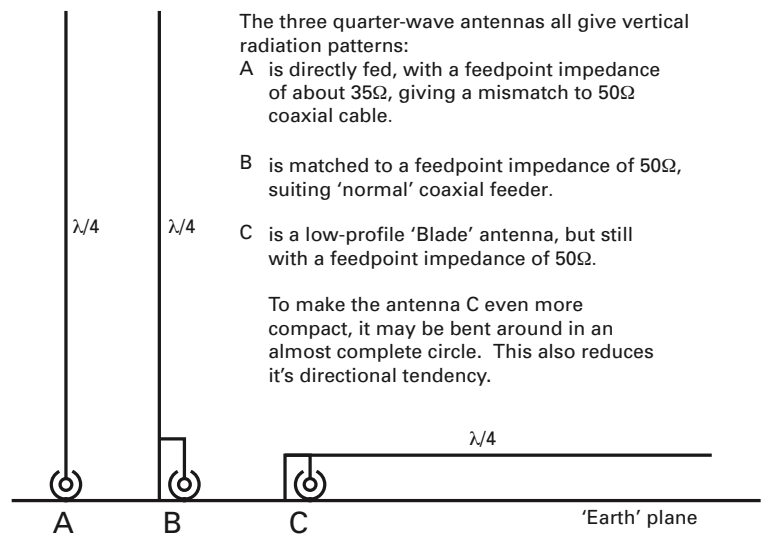 The three quarter-wave antennas all give vertical
radiation patterns:
A is directly fed, with a feedpoint impedance
of about 35Ω, giving a mismatch to 50Ω
coaxial cable.
B is matched to a feedpoint impedance of 50Ω,
suiting ‘normal’ coaxial feeder.
λ/4 λ/4
C is a low-profile ‘Blade’ antenna, but still
with a feedpoint impedance of 50Ω.
To make the antenna C even more
compact, it may be bent around in an
almost complete circle. This also reduces
it’s directional tendency.
λ/4
A B C
‘Earth’ plane